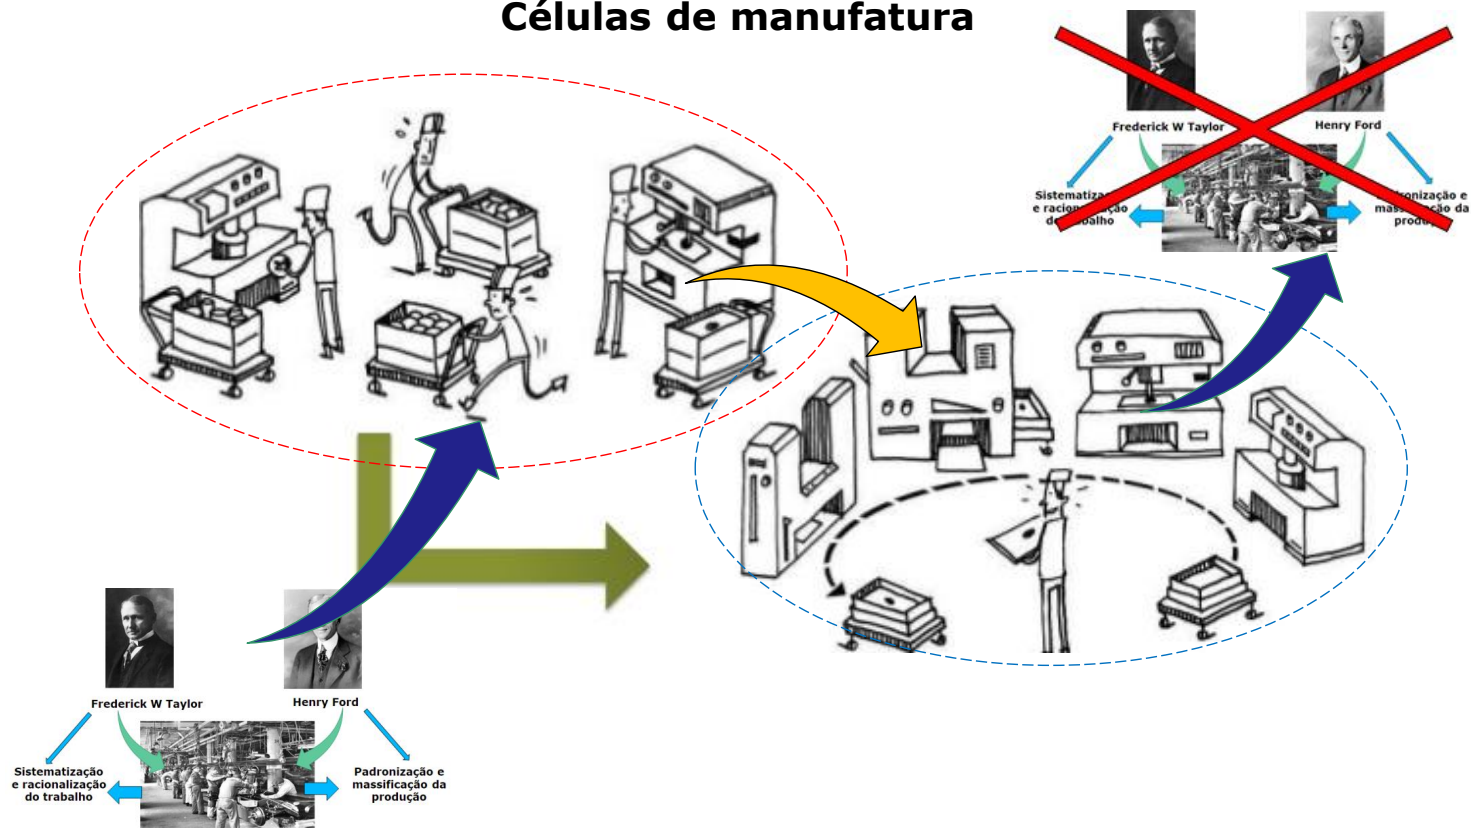 Células de manufatura
Frederick W Taylor
Henry Ford
do
Frederick W Taylor
Henry Ford
Sistematização
e racionalização
do trabalho
Padronização e
massificação da
produção